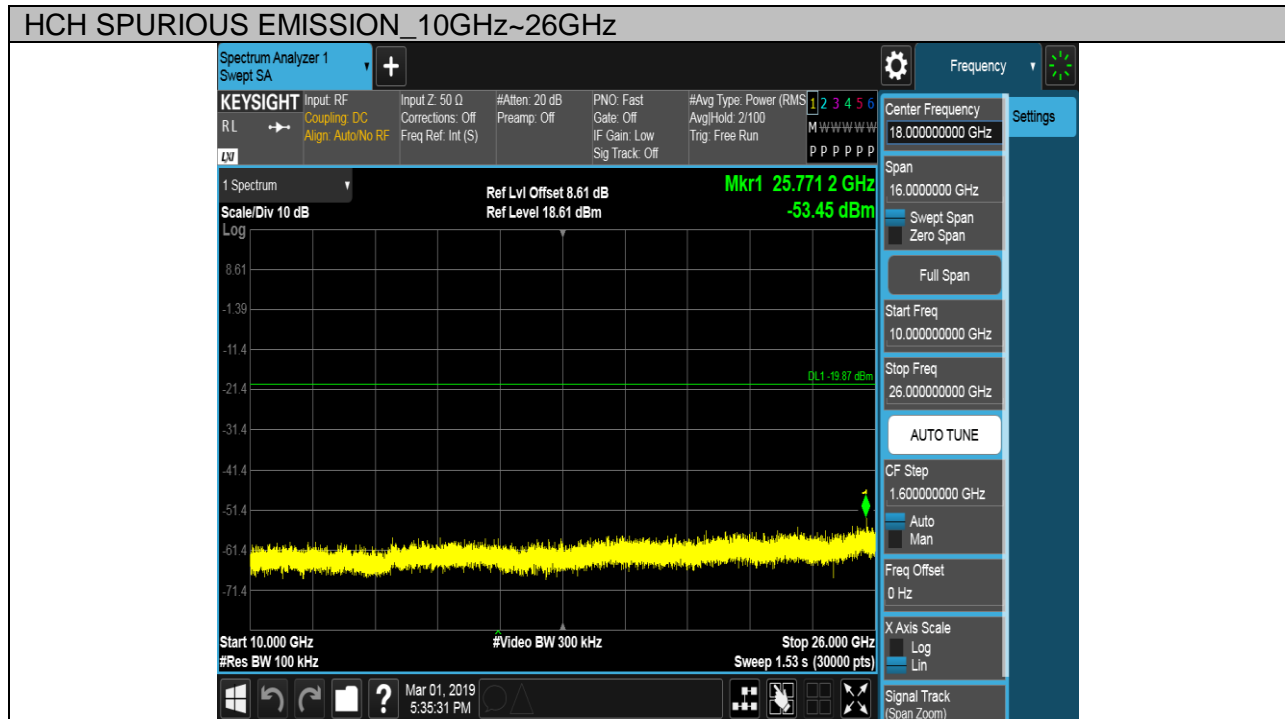 HCH SPURIOUS EMISSION_10GHz~26GHz
Spectrum Analyzer 1
Swept SA
+
Frequency
KEYSIGHT
RL
LXI
Input: RF
Coupling: DC
Align: Auto/No RF
Input Z: 50 Ω
Corrections: Off
Freq Ref: Int (S)
#Atten: 20 dB
Preamp: Off
PNO: Fast
Gate: Off
IF Gain: Low
Sig Track: Off
#Avg Type: Power (RMS
Avg|Hold: 2/100
Trig: Free Run
1 2 3 4 5 6
M W W W W W
P P P P P P
1 Spectrum
Scale/Div 10 dB
Log
Ref Lvl Offset 8.61 dB
Ref Level 18.61 dBm
Mkr1 25.771 2 GHz
-53.45 dBm
8.61
-1.39
-11.4
DL1 -19.87 dBm
-21.4
-31.4
-41.4
1
-51.4
-61.4
-71.4
Start 10.000 GHz
#Res BW 100 kHz
#Video BW 300 kHz
Stop 26.000 GHz
Sweep 1.53 s (30000 pts)
?
Mar 01, 2019
5:35:31 PM
Center Frequency
18.000000000 GHz
Settings
Span
16.0000000 GHz
Swept Span
Zero Span
Full Span
Start Freq
10.000000000 GHz
Stop Freq
26.000000000 GHz
AUTO TUNE
CF Step
1.600000000 GHz
Auto
Man
Freq Offset
0 Hz
X Axis Scale
Log
Lin
Signal Track
(Span Zoom)